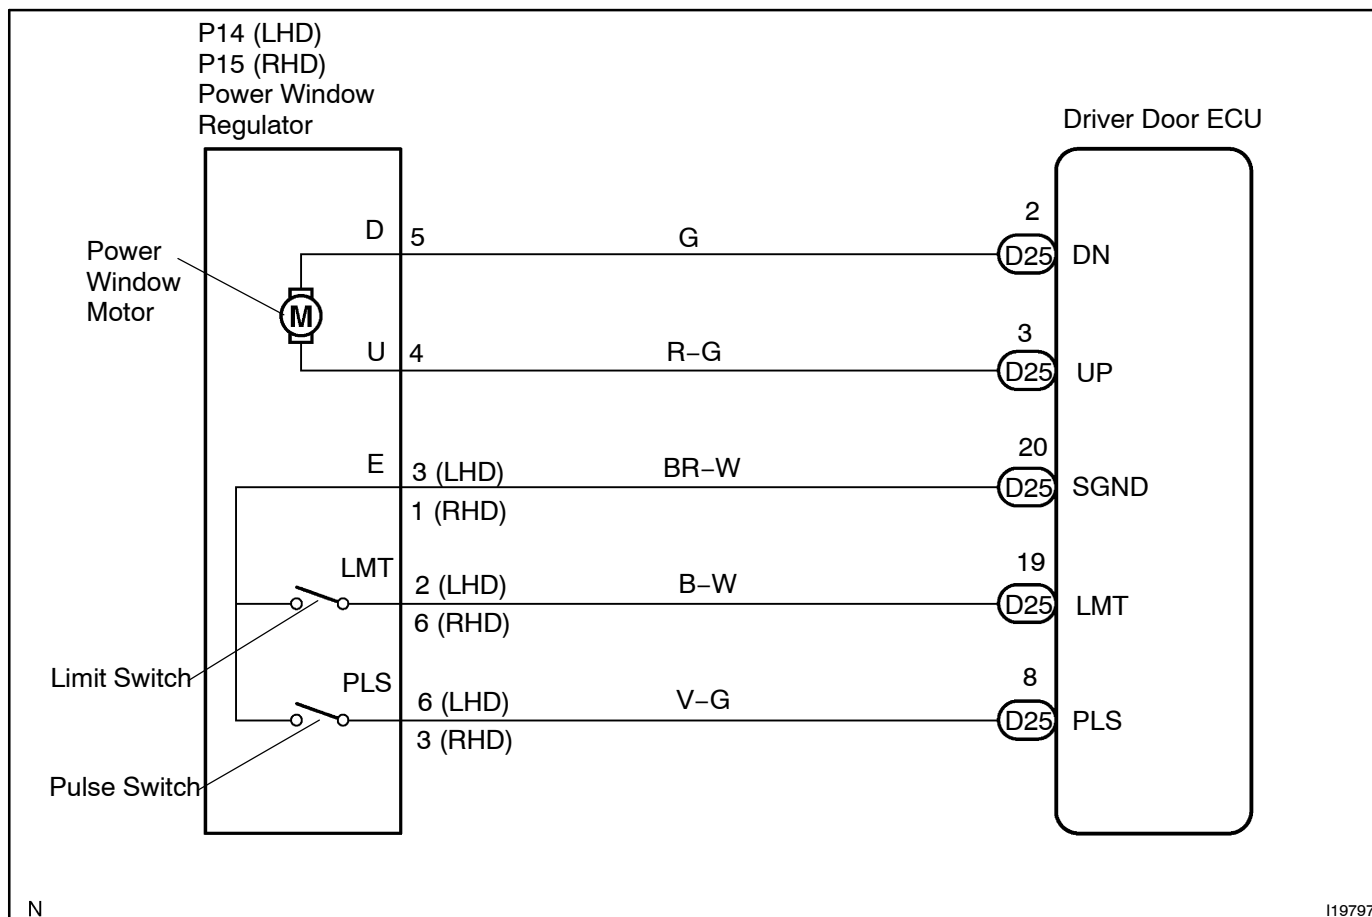 P14 (LHD)
P15 (RHD)
Power Window
Regulator
Driver Door ECU
Power
Window
Motor
M
D
5
G
2
D25
DN
U
4
R−G
3
D25
UP
E
3 (LHD)
1 (RHD)
BR−W
20
D25
SGND
LMT
2 (LHD)
6 (RHD)
B−W
19
D25
LMT
Limit Switch
PLS
6 (LHD)
3 (RHD)
V−G
8
D25
PLS
Pulse Switch
N
I19797